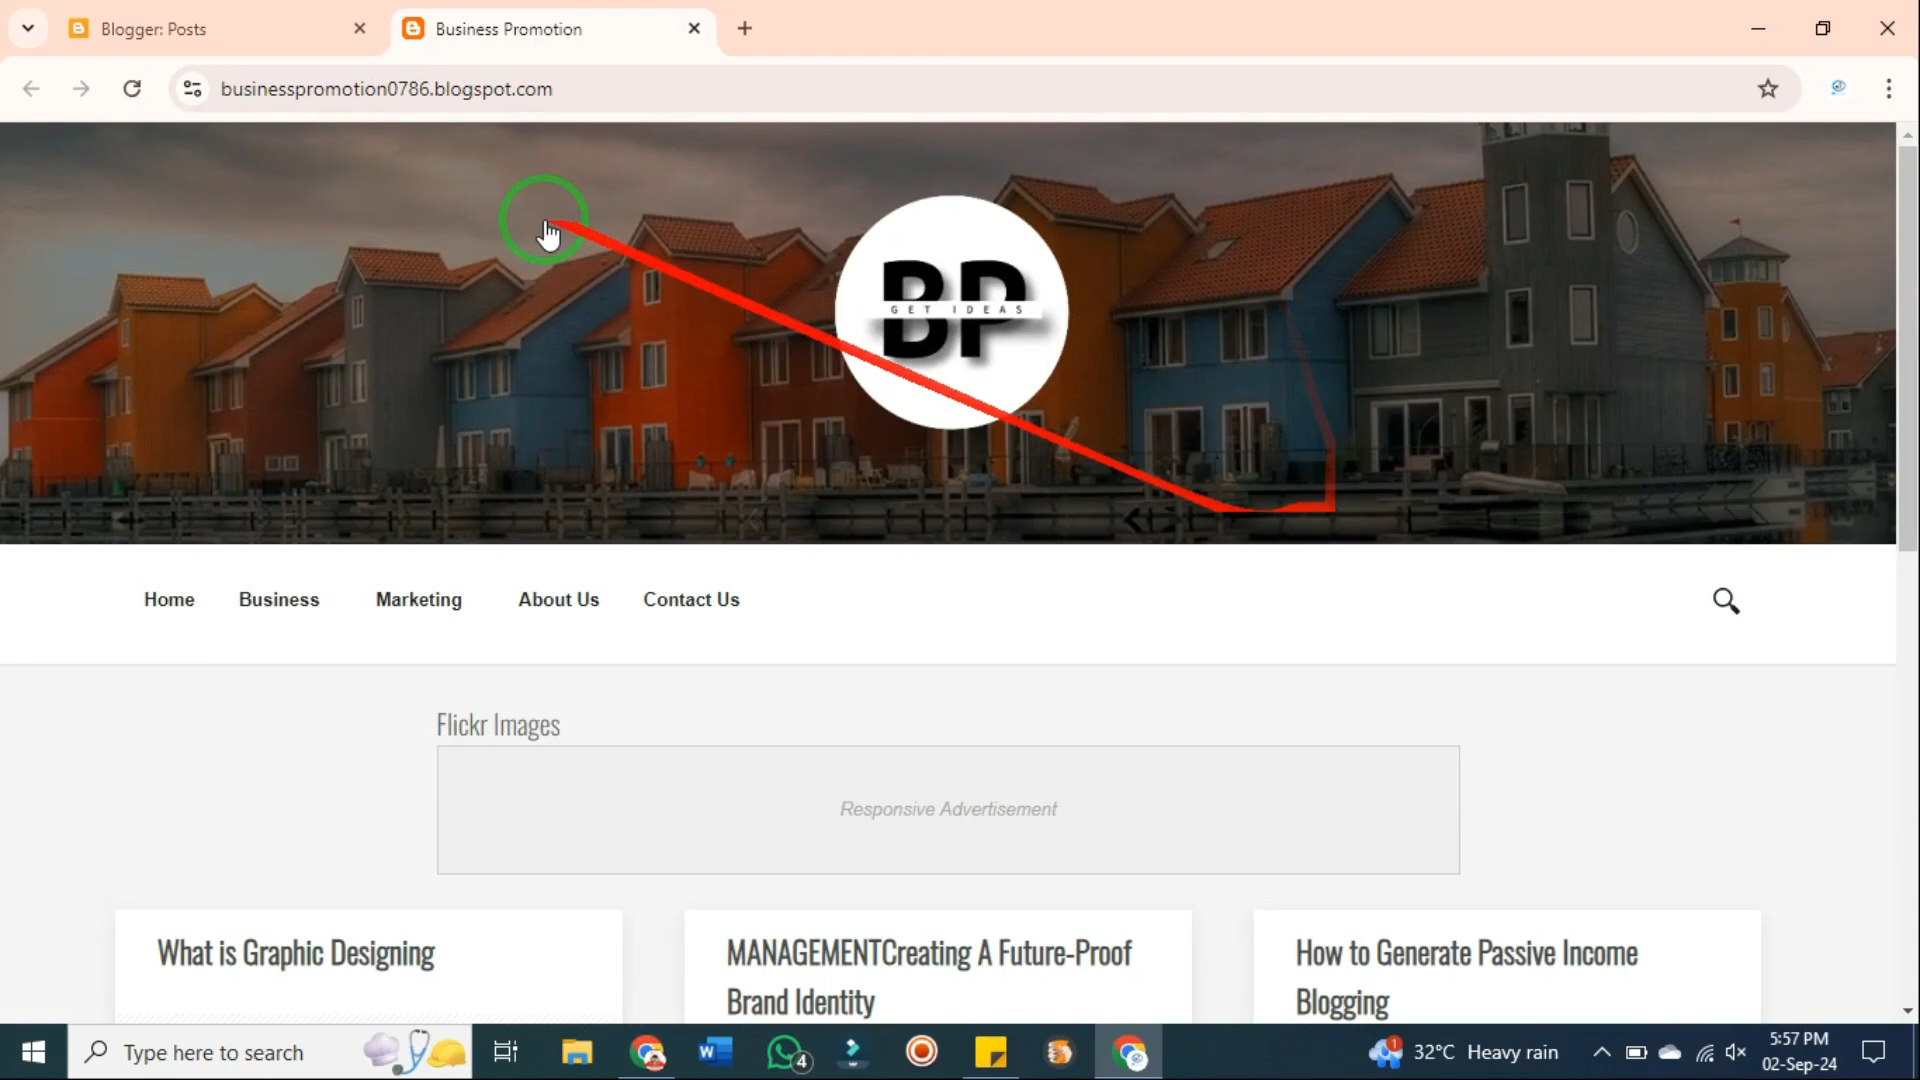 Blogger: Posts
Business Promotion
businesspromotion0786.blogspot.com
BP
GET IDEAS
Home Business Marketing About Us Contact Us
Flickr Images
Responsive Advertisement
What is Graphic Designing
MANAGEMENTCreating A Future-Proof
Brand Identity
How to Generate Passive Income
Blogging
Type here to search
4
1
32°C Heavy rain
5:57 PM
02-Sep-24